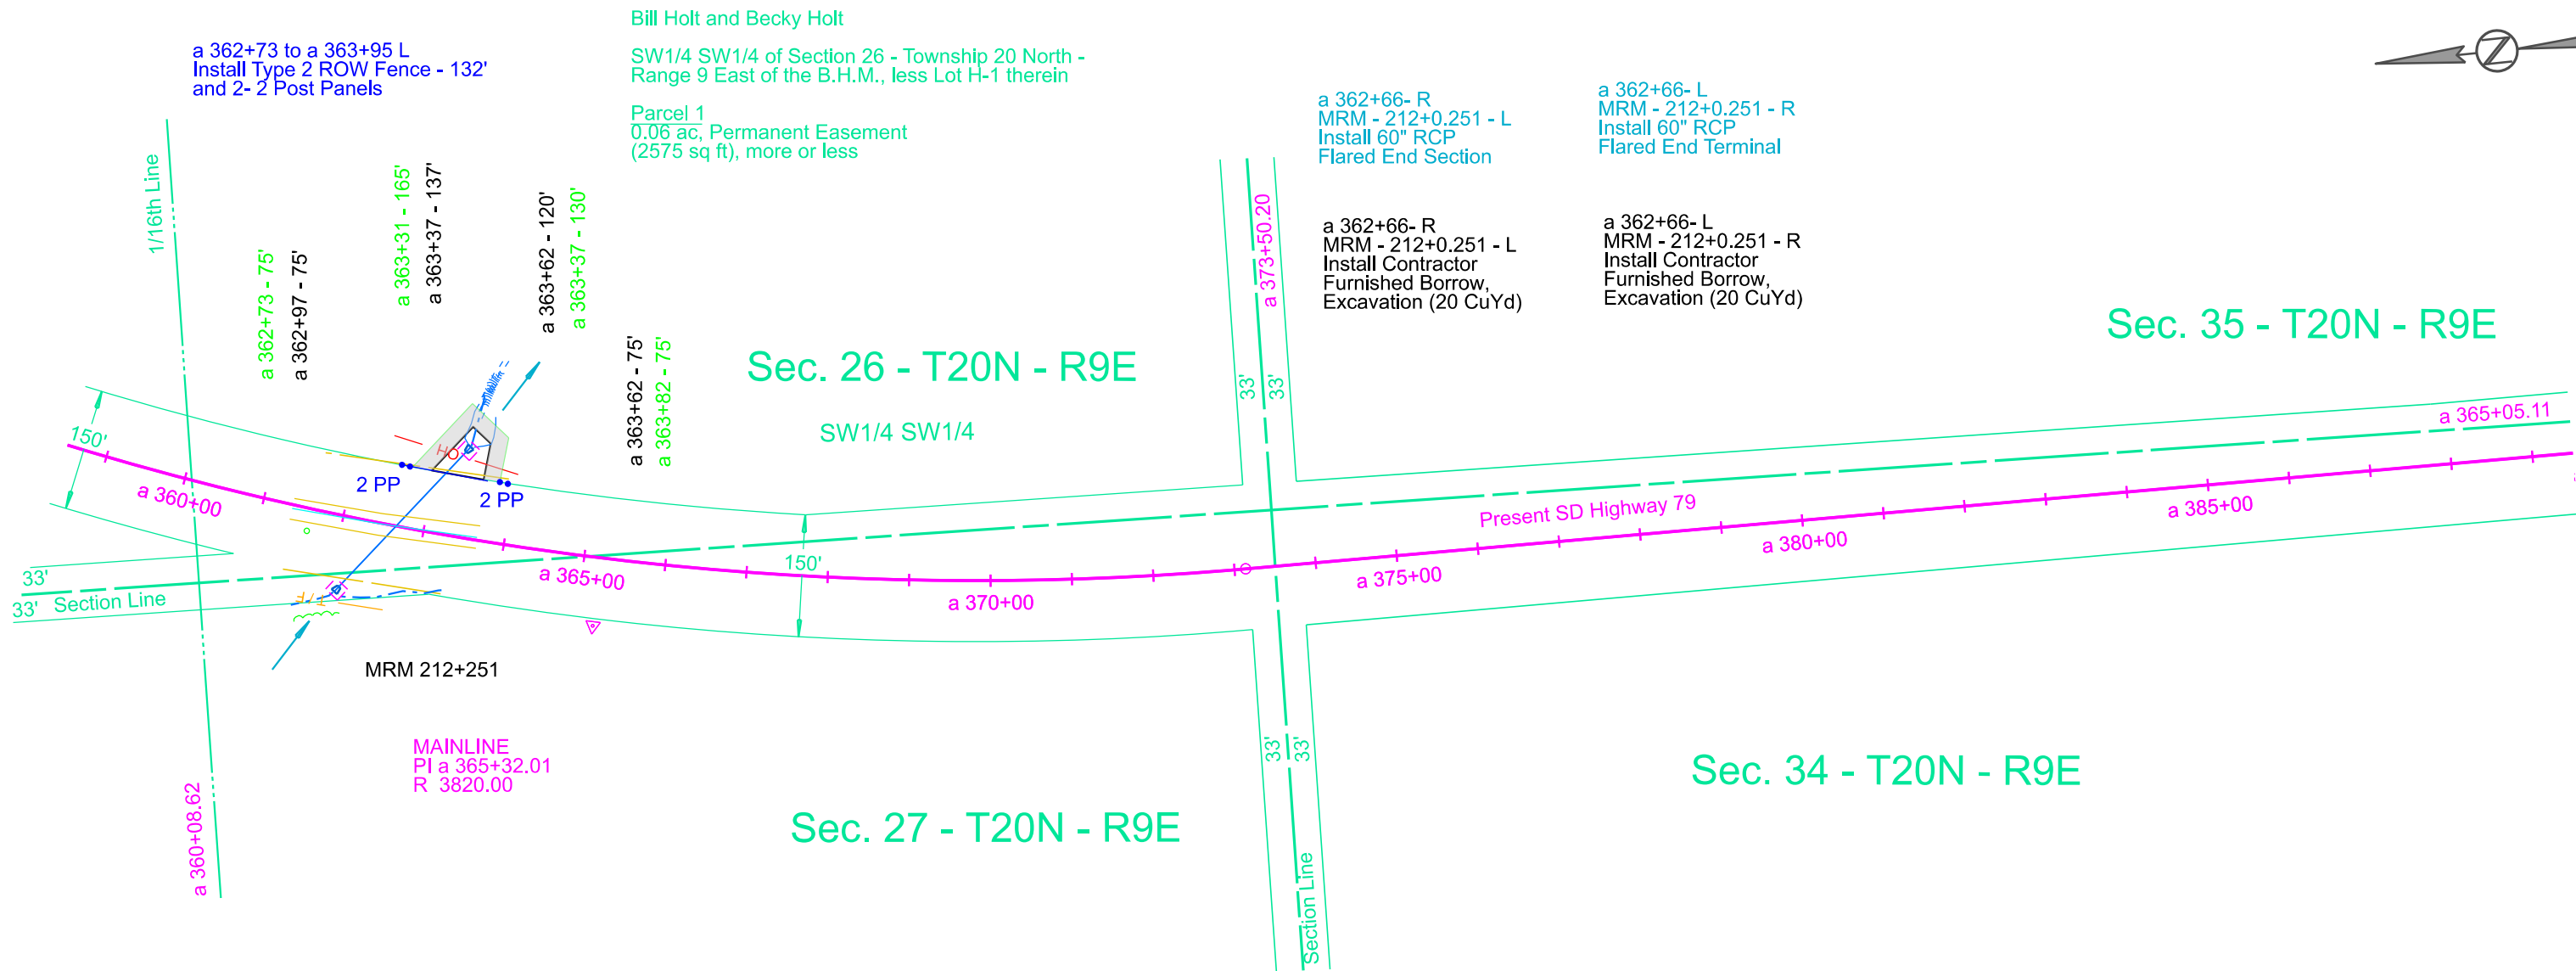 Bill Holt and Becky Holt
SW1/4 SW1/4 of Section 26 - Township 20 North -
Range 9 East of the B.H.M., less Lot H-1 therein
Parcel 1
0.06 ac, Permanent Easement
(2575 sq ft), more or less
a 362+73 to a 363+95 L
Install Type 2 ROW Fence - 132'
and 2- 2 Post Panels
a 362+66- R
MRM - 212+0.251 - L
Install 60" RCP
Flared End Section
a 362+66- L
MRM - 212+0.251 - R
Install 60" RCP
Flared End Terminal
a 362+66- R
MRM - 212+0.251 - L
Install Contractor
Furnished Borrow,
Excavation (20 CuYd)
a 362+66- L
MRM - 212+0.251 - R
Install Contractor
Furnished Borrow,
Excavation (20 CuYd)
Z
1/16th Line
a 362+73 - 75'
a 362+97 - 75'
a 363+31 - 165'
a 363+37 - 137'
a 363+62 - 120'
a 363+37 - 130'
a 363+62 - 75'
a 363+82 - 75'
a 373+50.20
Sec. 26 - T20N - R9E
SW1/4 SW1/4
Sec. 35 - T20N - R9E
33'
33'
a 365+05.11
150'
a 360+00
2 PP
2 PP
H
Present SD Highway 79
a 365+00
150'
a 370+00
a 375+00
a 380+00
a 385+00
33'
33'
Section Line
T/F
MRM 212+251
MAINLINE
PI a 365+32.01
R 3820.00
a 360+08.62
33'
33'
Section Line
Sec. 27 - T20N - R9E
Sec. 34 - T20N - R9E